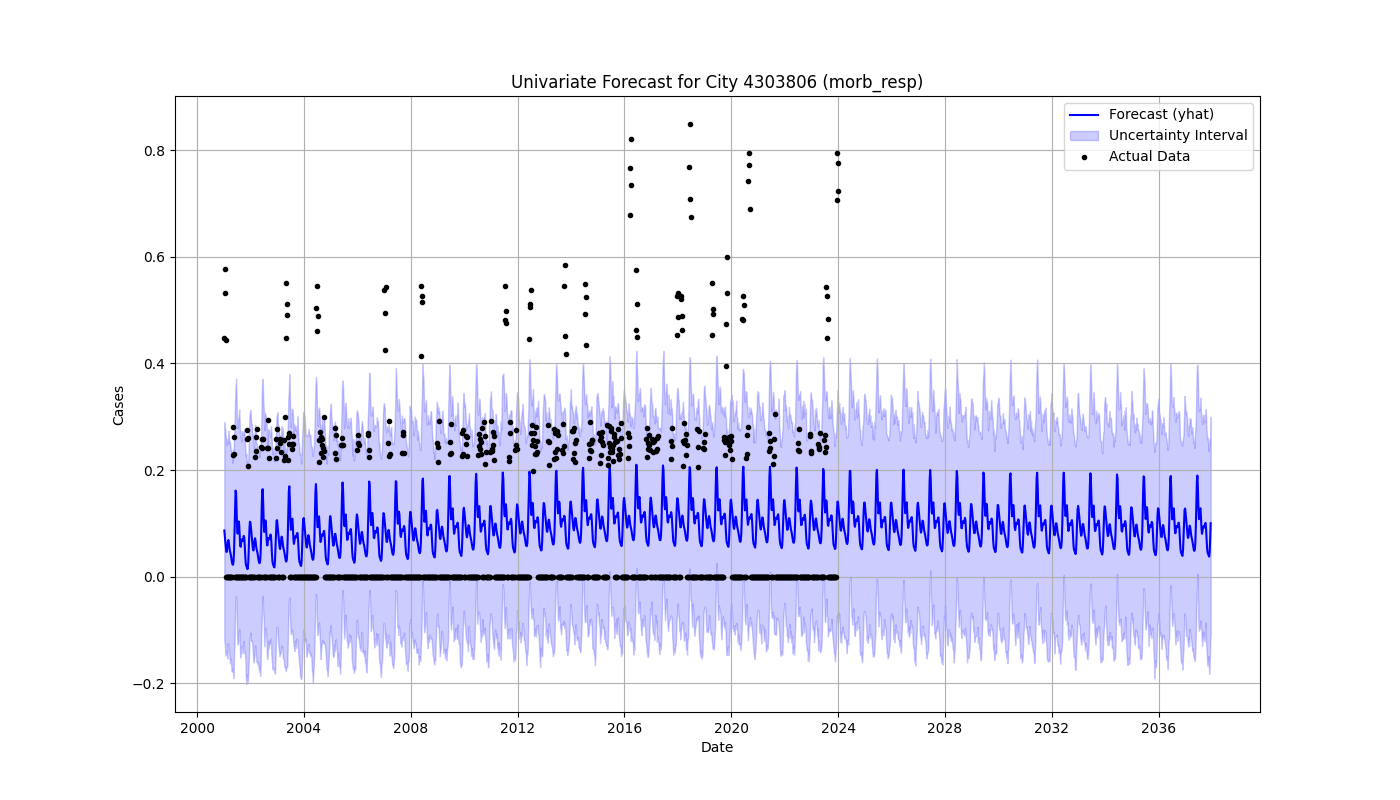 Univariate Forecast for City 4303806 (morb_resp)
Forecast (yhat)
Uncertainty Interval
Actual Data
Cases
0.8
0.6
0.4
0.2
0.0
−0.2
2000 2004 2008 2012 2016 2020 2024 2028 2032 2036
Date